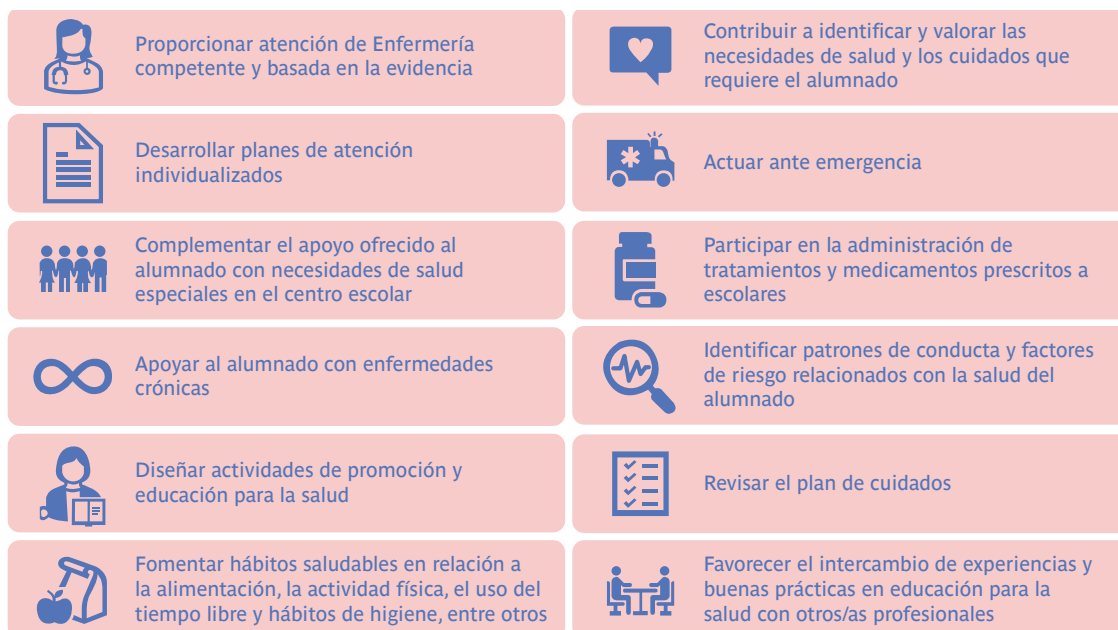 Proporcionar atención de Enfermería
competente y basada en la evidencia
Contribuir a identificar y valorar las
necesidades de salud y los cuidados que
requiere el alumnado
Desarrollar planes de atención
individualizados
Actuar ante emergencia
Complementar el apoyo ofrecido al
alumnado con necesidades de salud
especiales en el centro escolar
Participar en la administración de
tratamientos y medicamentos prescritos a
escolares
Apoyar al alumnado con enfermedades
crónicas
Identificar patrones de conducta y factores
de riesgo relacionados con la salud del
alumnado
Diseñar actividades de promoción y
educación para la salud
Revisar el plan de cuidados
Fomentar hábitos saludables en relación a
la alimentación, la actividad física, el uso del
tiempo libre y hábitos de higiene, entre otros
Favorecer el intercambio de experiencias y
buenas prácticas en educación para la
salud con otros/as profesionales